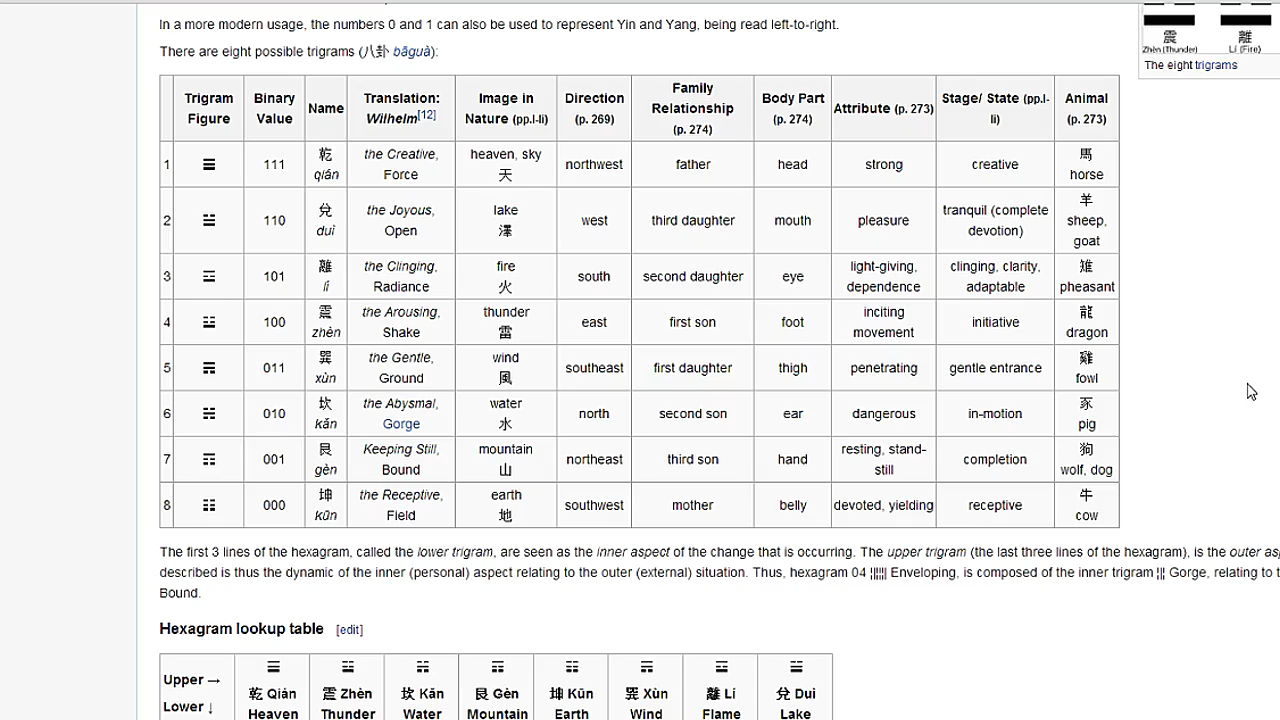 In a more modern usage, the numbers 0 and 1 can also be used to represent Yin and Yang, being read left-to-right.
There are eight possible trigrams (八卦 bāguà):
震 離
Zhèn (Thunder) Lí (Fire)
The eight trigrams
Trigram Figure Binary Value Name Translation: Wilhelm[12] Image in Nature (pp.l-li) Direction (p. 269) Family Relationship (p. 274) Body Part (p. 274) Attribute (p. 273) Stage/ State (pp.l-li) Animal (p. 273)
1 ☰ 111 乾 qián the Creative, Force heaven, sky 天 northwest father head strong creative 馬 horse
2 ☱ 110 兌 duì the Joyous, Open lake 澤 west third daughter mouth pleasure tranquil (complete devotion) 羊 sheep, goat
3 ☲ 101 離 lí the Clinging, Radiance fire 火 south second daughter eye light-giving, dependence clinging, clarity, adaptable 雉 pheasant
4 ☳ 100 震 zhèn the Arousing, Shake thunder 雷 east first son foot inciting movement initiative 龍 dragon
5 ☴ 011 巽 xùn the Gentle, Ground wind 風 southeast first daughter thigh penetrating gentle entrance 雞 fowl
6 ☵ 010 坎 kǎn the Abysmal, Gorge water 水 north second son ear dangerous in-motion 豕 pig
7 ☶ 001 艮 gèn Keeping Still, Bound mountain 山 northeast third son hand resting, stand-still completion 狗 wolf, dog
8 ☷ 000 坤 kūn the Receptive, Field earth 地 southwest mother belly devoted, yielding receptive 牛 cow
The first 3 lines of the hexagram, called the lower trigram, are seen as the inner aspect of the change that is occurring. The upper trigram (the last three lines of the hexagram), is the outer
described is thus the dynamic of the inner (personal) aspect relating to the outer (external) situation. Thus, hexagram 04 Enveloping, is composed of the inner trigram Gorge, relating to
Bound.
Hexagram lookup table [edit]
Upper → ☰ ☳ ☵ ☶ ☷ ☴ ☲ ☱
Lower ↓ 乾 Qián 震 Zhèn 坎 Kǎn 艮 Gèn 坤 Kūn 巽 Xùn 離 Lí 兌 Duì
Heaven Thunder Water Mountain Earth Wind Flame Lake